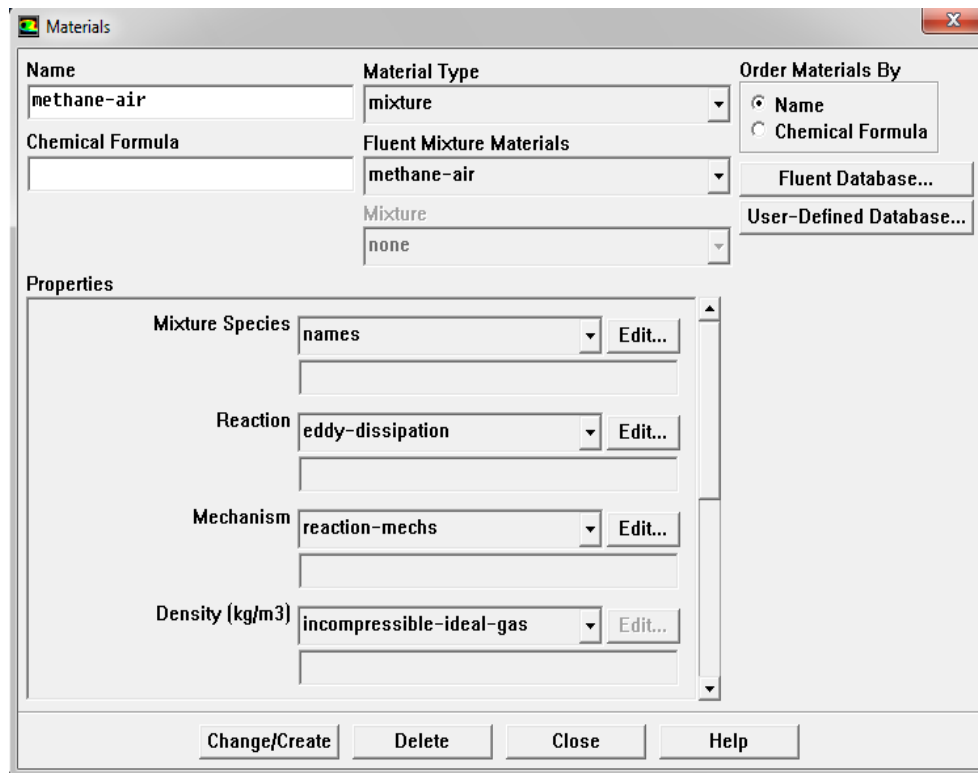 Materials
X
Name
methane-air
Chemical Formula
Material Type
mixture
Fluent Mixture Materials
methane-air
Mixture
none
Order Materials By
Name
Chemical Formula
Fluent Database...
User-Defined Database...
Properties
Mixture Species names Edit...
Reaction eddy-dissipation Edit...
Mechanism reaction-mechs Edit...
Density (kg/m3) incompressible-ideal-gas Edit...
Change/Create Delete Close Help